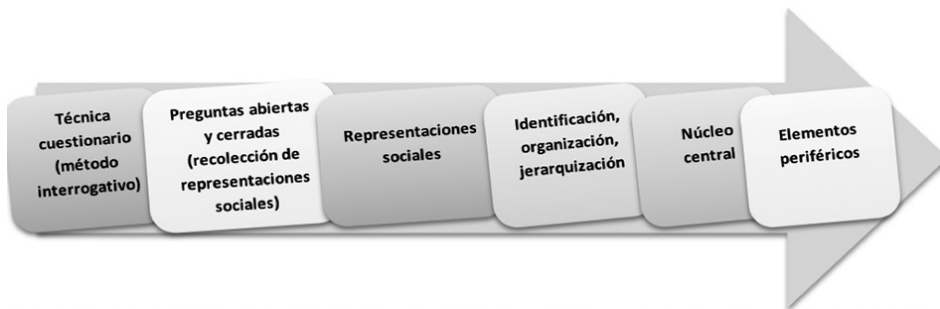 Técnica
cuestionario
(método
interrogativo)
Preguntas abiertas
y cerradas
(recolección de
representaciones
sociales)
Representaciones
sociales
Identificación,
organización,
jerarquización
Núcleo
central
Elementos
periféricos